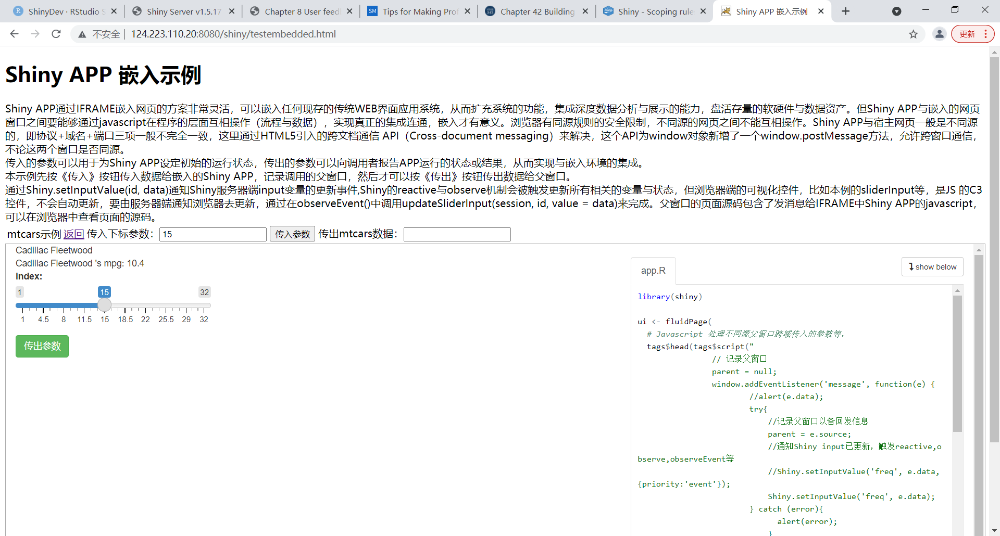 ShinyDev · RStudio S
Shiny Server v1.5.17
Chapter 8 User feed
Tips for Making Prof
Chapter 42 Building
Shiny - Scoping rule
Shiny APP 嵌入示例
不安全
124.223.110.20:8080/shiny/testembedded.html
更新
Shiny APP 嵌入示例
Shiny APP通过IFRAME嵌入网页的方案非常灵活，可以嵌入任何现存的传统WEB界面应用系统，从而扩充系统的功能，集成深度数据分析与展示的能力，盘活存量的软硬件与数据资产。但Shiny APP与嵌入的网页
窗口之间要能够通过javascript在程序的层面互相操作（流程与数据），实现真正的集成连通，嵌入才有意义。浏览器有同源规则的安全限制，不同源的网页之间不能互相操作。Shiny APP与宿主网页一般是不同源
的，即协议+域名+端口三项一般不完全一致，这里通过HTML5引入的跨文档通信 API（Cross-document messaging）来解决，这个API为window对象新增了一个window.postMessage方法，允许跨窗口通信，
不论这两个窗口是否同源。
传入的参数可以用于为Shiny APP设定初始的运行状态，传出的参数可以向调用者报告APP运行的状态或结果，从而实现与嵌入环境的集成。
本示例先按《传入》按钮传入数据给嵌入的Shiny APP，记录调用的父窗口，然后才可以按《传出》按钮传出数据给父窗口。
通过Shiny.setInputValue(id, data)通知Shiny服务器端input变量的更新事件,Shiny的reactive与observe机制会被触发更新所有相关的变量与状态，但浏览器端的可视化控件，比如本例的sliderInput等，是JS 的C3
控件，不会自动更新，要由服务器端通知浏览器去更新，通过在observeEvent()中调用updateSliderInput(session, id, value = data)来完成。父窗口的页面源码包含了发消息给IFRAME中Shiny APP的javascript，
可以在浏览器中查看页面的源码。
mtcars示例 返回 传入下标参数： 15 传入参数 传出mtcars数据：
Cadillac Fleetwood
Cadillac Fleetwood 's mpg: 10.4
index:
1 15 32
1 4.5 8 11.5 15 18.5 22 25.5 29 32
传出参数
app.R
show below
library(shiny)
ui <- fluidPage(
# Javascript 处理不同源父窗口跨域传入的参数等。
tags$head(tags$script("
// 记录父窗口
parent = null;
window.addEventListener('message', function(e) {
//alert(e.data);
try{
//记录父窗口以备回发信息
parent = e.source;
//通知Shiny input已更新，触发reactive,o
bserve,observeEvent等
//Shiny.setInputValue('freq', e.data,
{priority:'event'});
Shiny.setInputValue('freq', e.data);
} catch (error){
alert(error);
}